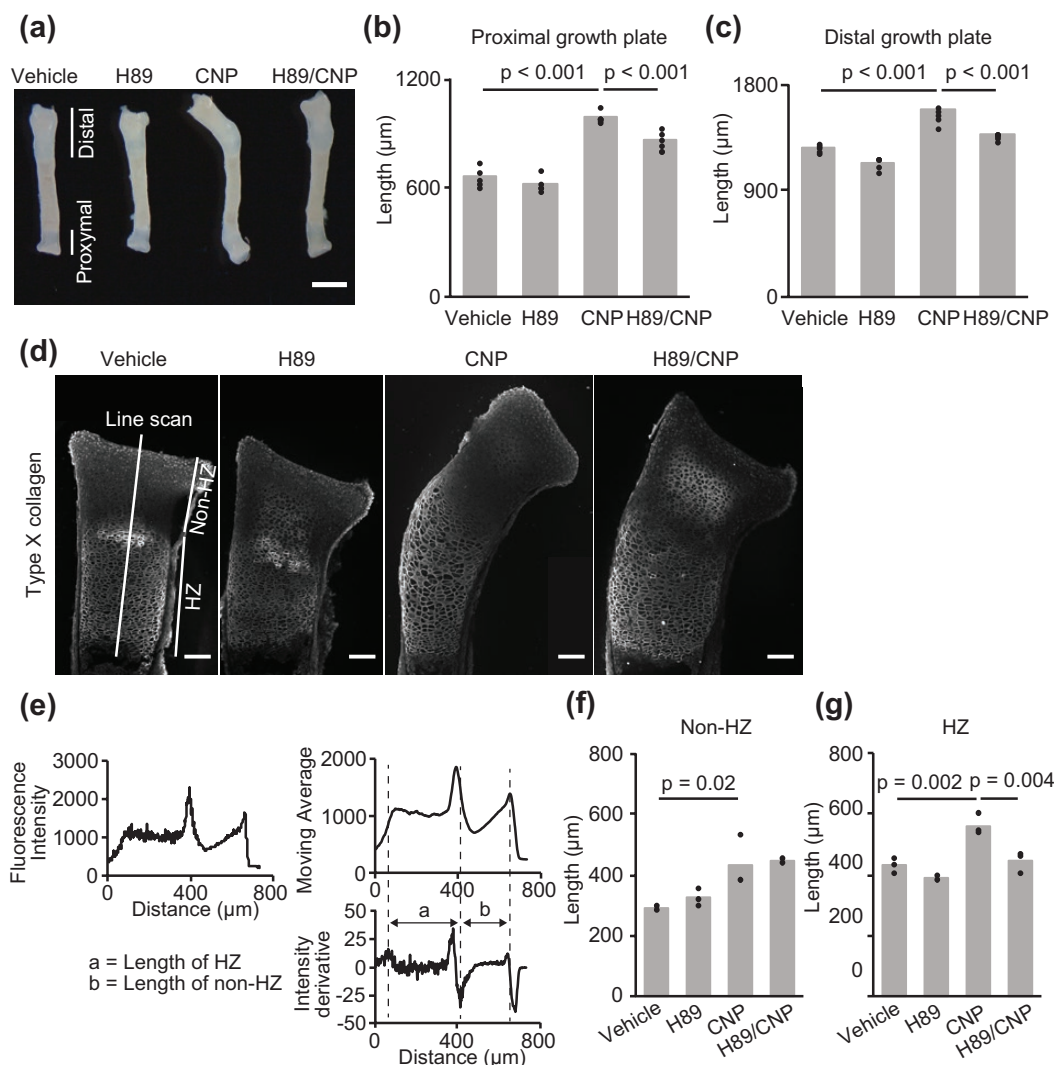 (a)
Vehicle H89 CNP H89/CNP
Distal
Proxymal
(b)
Proximal growth plate
p < 0.001 p < 0.001
Length (µm)
1200
600
0
Vehicle H89 CNP H89/CNP
(c)
Distal growth plate
p < 0.001 p < 0.001
Length (µm)
1800
900
0
Vehicle H89 CNP H89/CNP
(d)
Vehicle H89 CNP H89/CNP
Type X collagen
Line scan
Non-HZ
HZ
(e)
Fluorescence
Intensity
3000
2000
1000
0
0 400 800
Distance (µm)
a = Length of HZ
b = Length of non-HZ
Moving Average
2000
1000
0
0 400 800
a b
Intensity
derivative
50
25
0
-25
-50
0 400 800
Distance (µm)
(f)
Non-HZ
p = 0.02
Length (µm)
800
600
400
200
0
Vehicle
H89
CNP
H89/CNP
(g)
HZ
p = 0.002 p = 0.004
Length (µm)
800
600
400
200
0
Vehicle
H89
CNP
H89/CNP